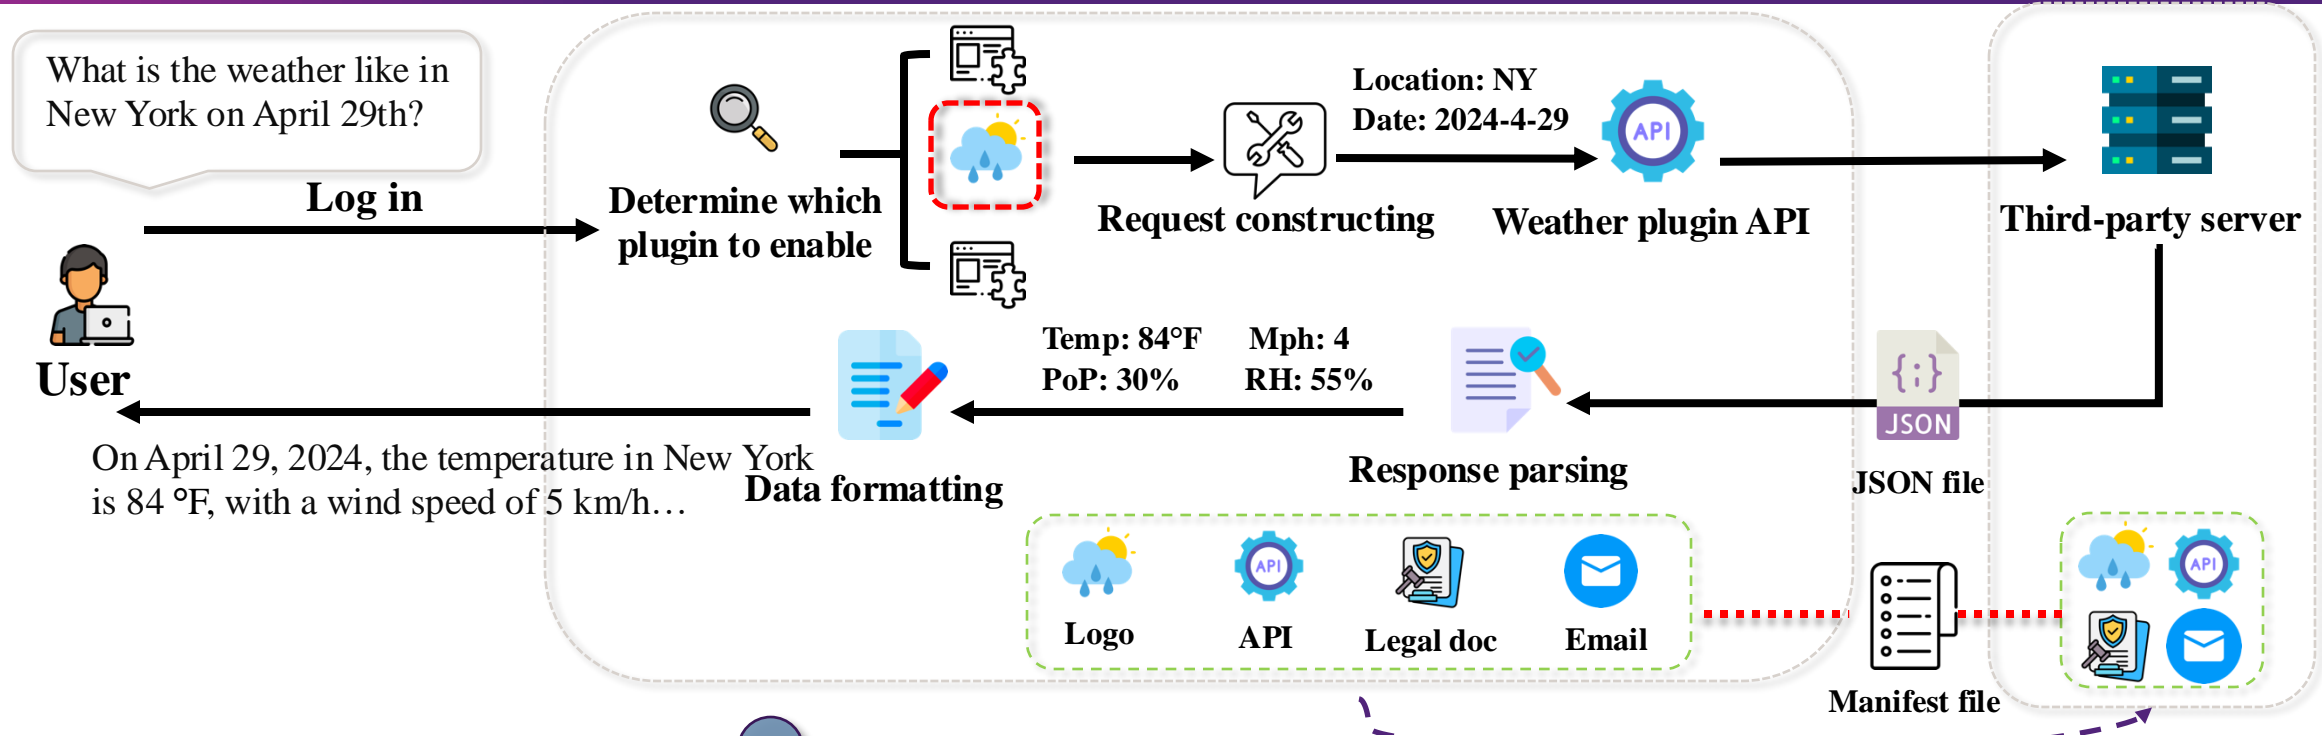 What is the weather like in
New York on April 29th?
Log in
User
Determine which
plugin to enable
Request constructing
Location: NY
Date: 2024-4-29
API
Weather plugin API
Third-party server
JSON
JSON file
Response parsing
Temp: 84°F Mph: 4
PoP: 30% RH: 55%
Data formatting
On April 29, 2024, the temperature in New York
is 84 °F, with a wind speed of 5 km/h…
API
Logo API Legal doc Email
Manifest file
API